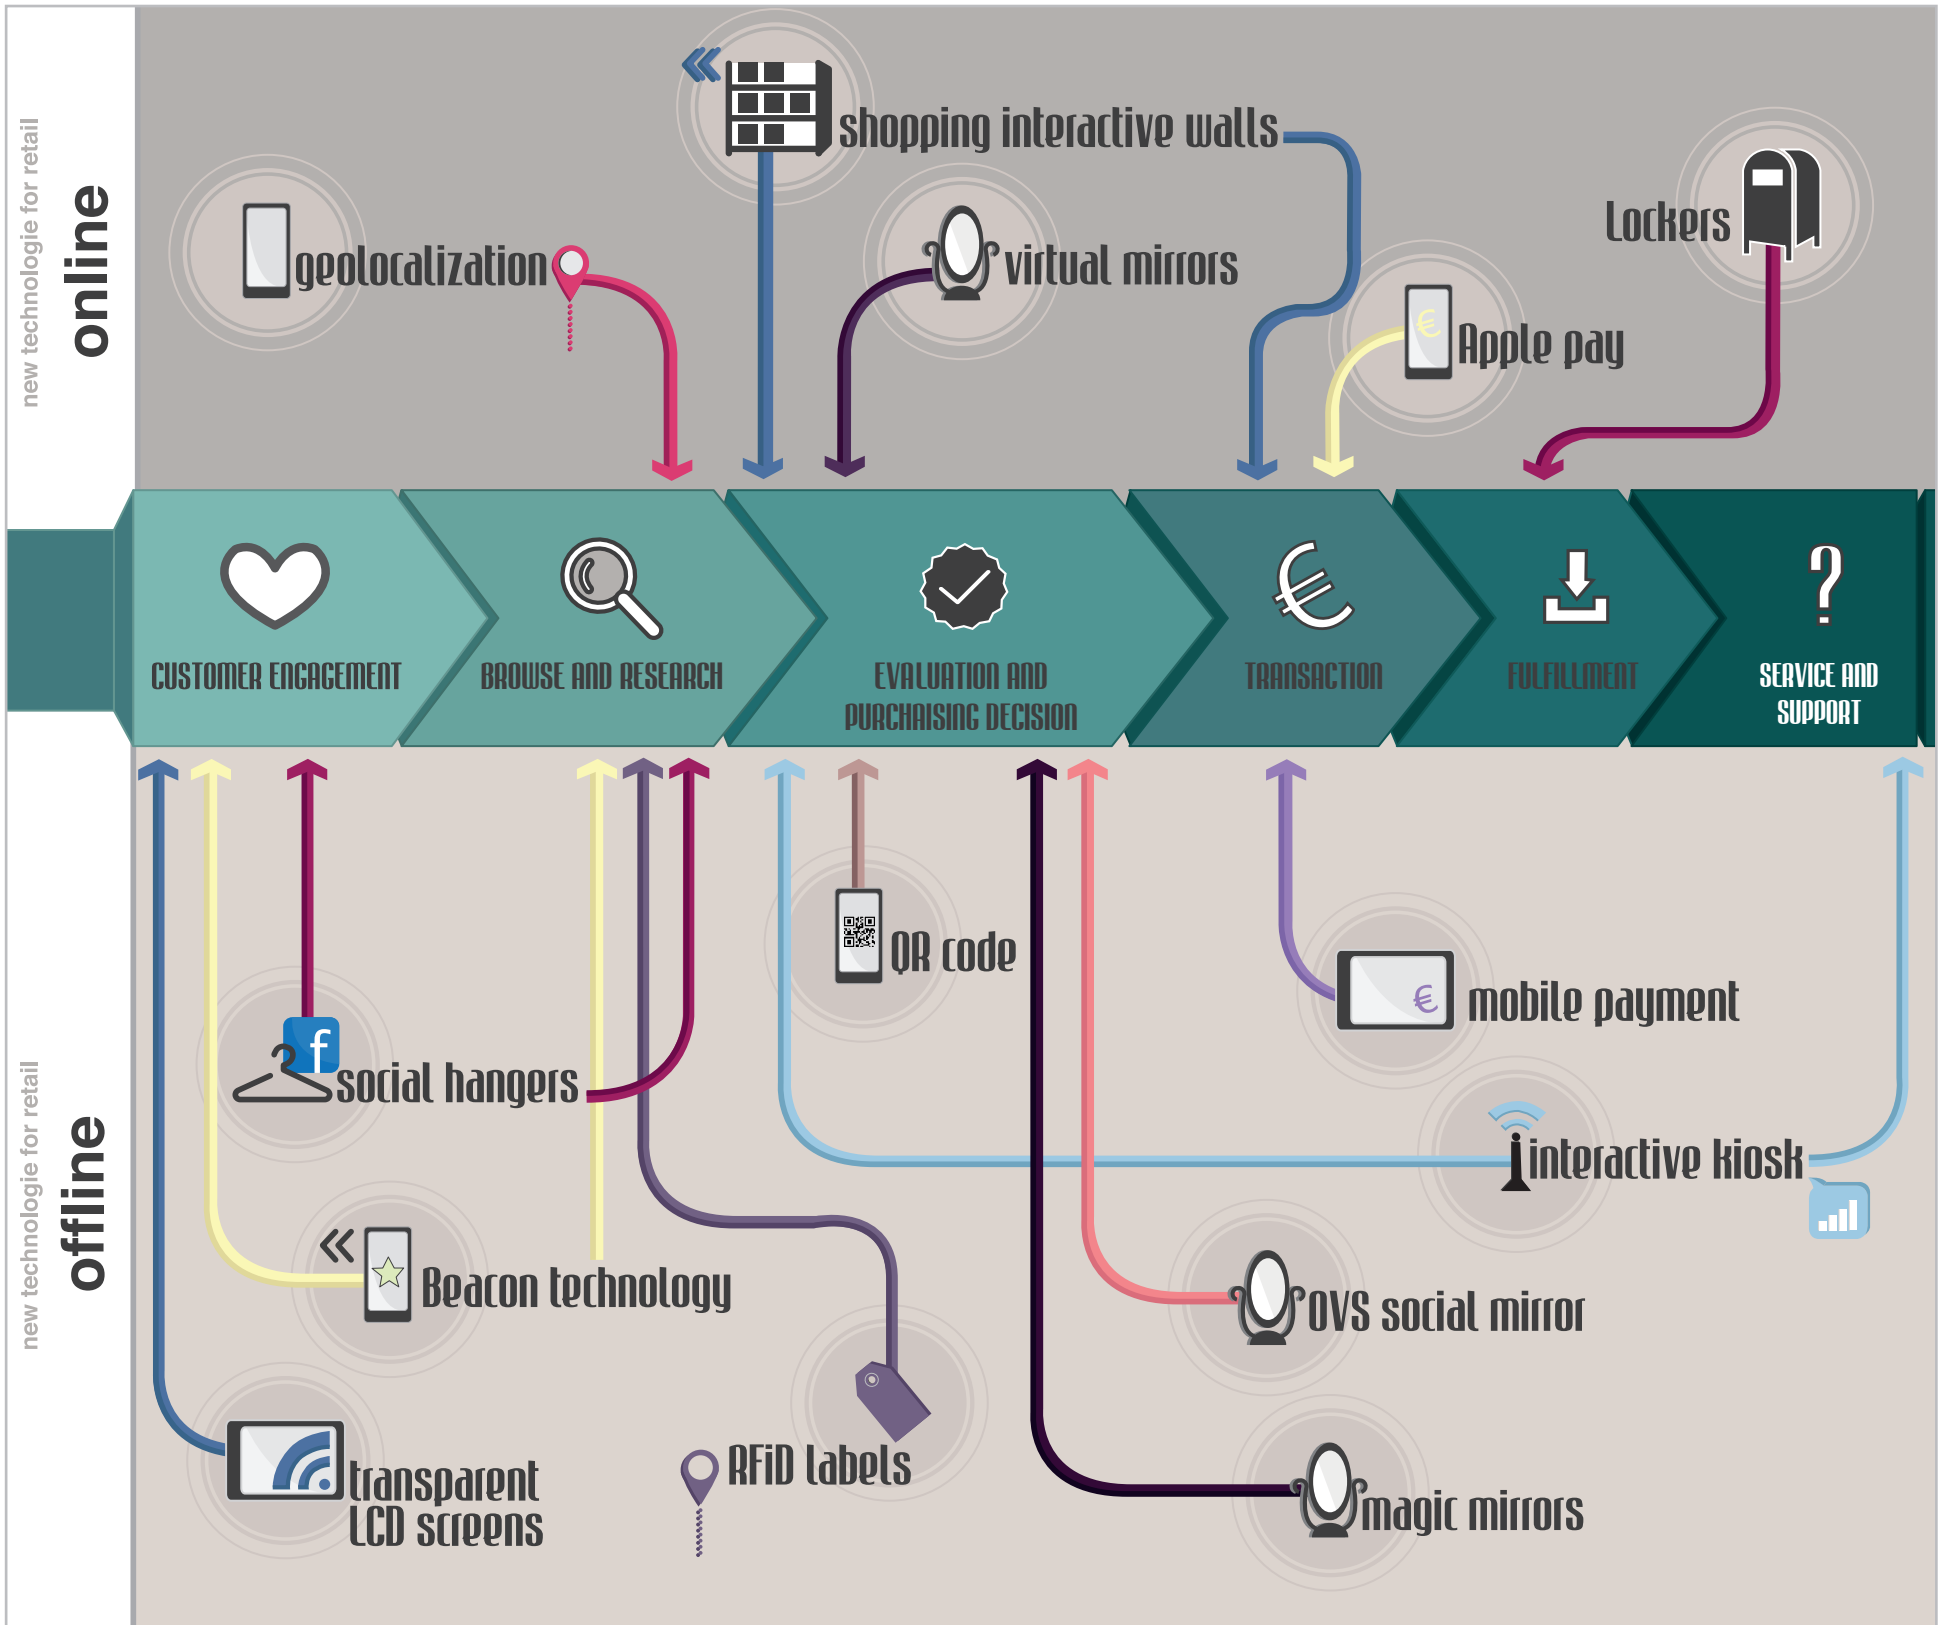 new technologie for retail
online
shopping interactive walls
geolocalization
virtual mirrors
Lockers
€
Apple pay
CUSTOMER ENGAGEMENT
BROWSE AND RESEARCH
EVALUATION AND
PURCHAISING DECISION
€
TRANSACTION
FULFILLMENT
?
SERVICE AND
SUPPORT
new technologie for retail
offline
QR code
€
mobile payment
f
social hangers
interactive kiosk
Beacon technology
OVS social mirror
RFiD labels
transparent
LCD screens
magic mirrors